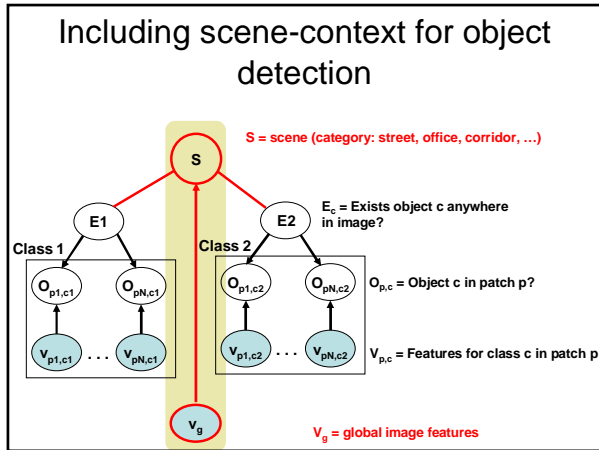 Including scene-context for object
detection
S = scene (category: street, office, corridor, …)
S
E1
E2
E_c = Exists object c anywhere
in image?
Class 1
Class 2
O_p1,c1
O_pN,c1
O_p1,c2
O_pN,c2
O_p,c = Object c in patch p?
v_p1,c1 . . . v_pN,c1
v_p1,c2 . . . v_pN,c2
V_p,c = Features for class c in patch p
v_g
V_g = global image features